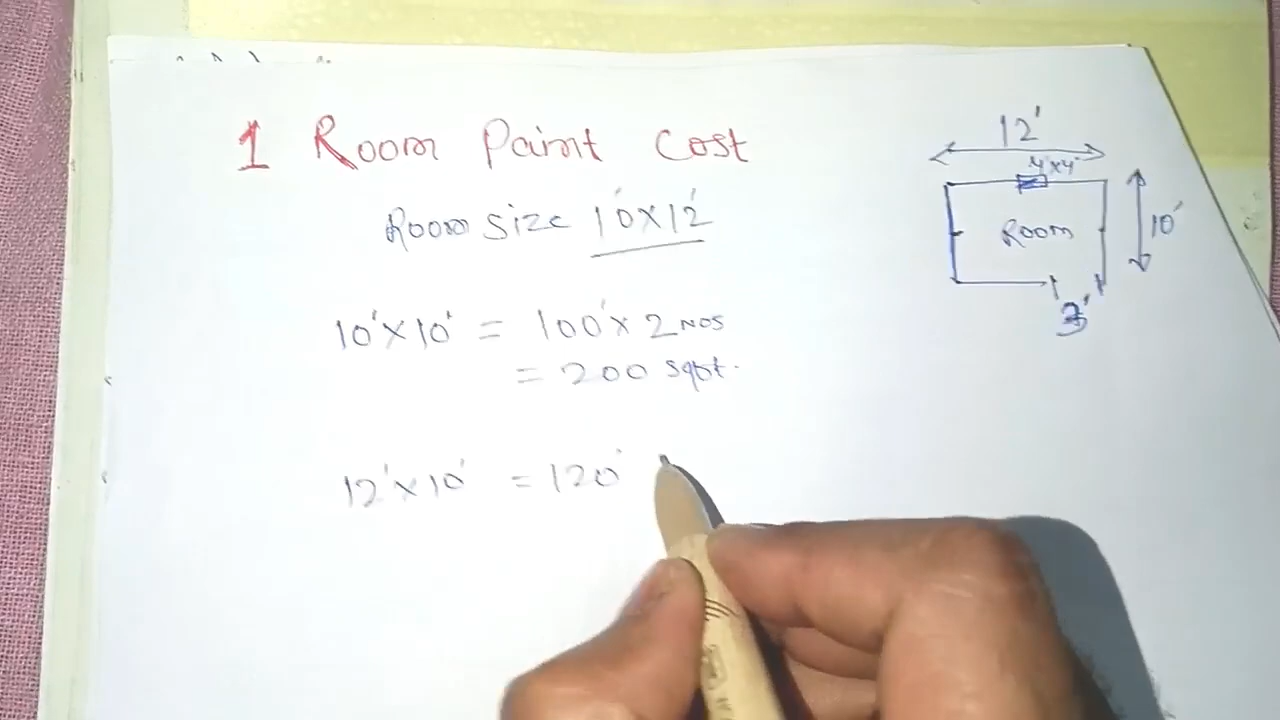 1 Room Paint Cost
Room size 10'x12'
10'x10' = 100'x 2 Nos
= 200 sqft.
12'x10' = 120'
12'
4'x4'
Room
10'
3'